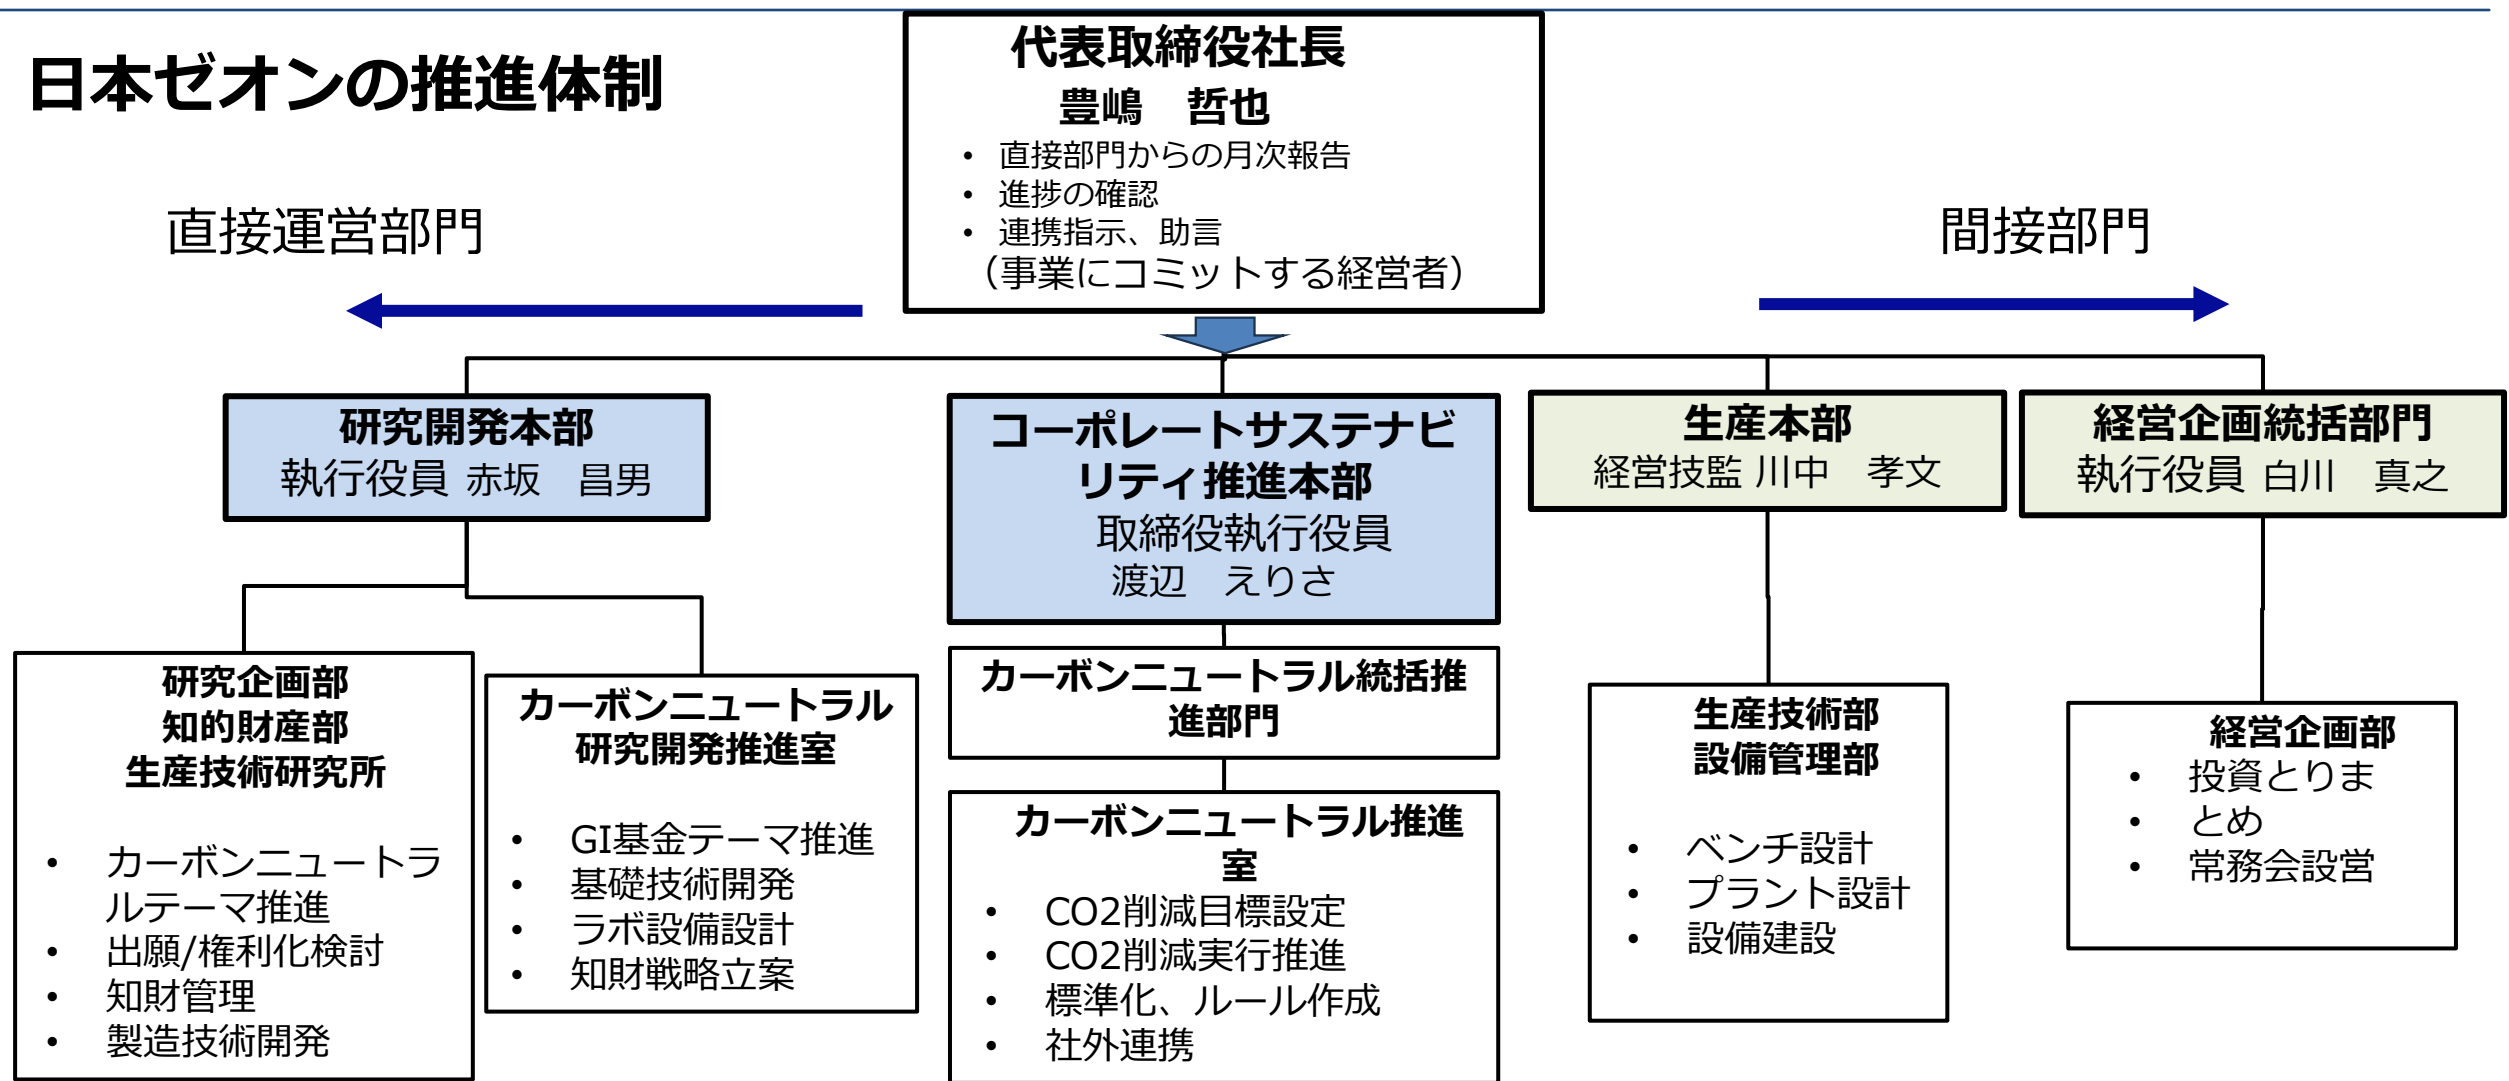 日本ゼオンの推進体制
代表取締役社長
豊嶋　哲也
• 直接部門からの月次報告
• 進捗の確認
• 連携指示、助言
（事業にコミットする経営者）
直接運営部門
間接部門
研究開発本部
執行役員 赤坂　昌男
コーポレートサステナビ
リティ推進本部
取締役執行役員
渡辺　えりさ
生産本部
経営技監 川中　孝文
経営企画統括部門
執行役員 白川　真之
研究企画部
知的財産部
生産技術研究所
• カーボンニュートラ
ルテーマ推進
• 出願/権利化検討
• 知財管理
• 製造技術開発
カーボンニュートラル
研究開発推進室
• GI基金テーマ推進
• 基礎技術開発
• ラボ設備設計
• 知財戦略立案
カーボンニュートラル統括推
進部門
カーボンニュートラル推進
室
• CO2削減目標設定
• CO2削減実行推進
• 標準化、ルール作成
• 社外連携
生産技術部
設備管理部
• ベンチ設計
• プラント設計
• 設備建設
経営企画部
• 投資とりま
• とめ
• 常務会設営